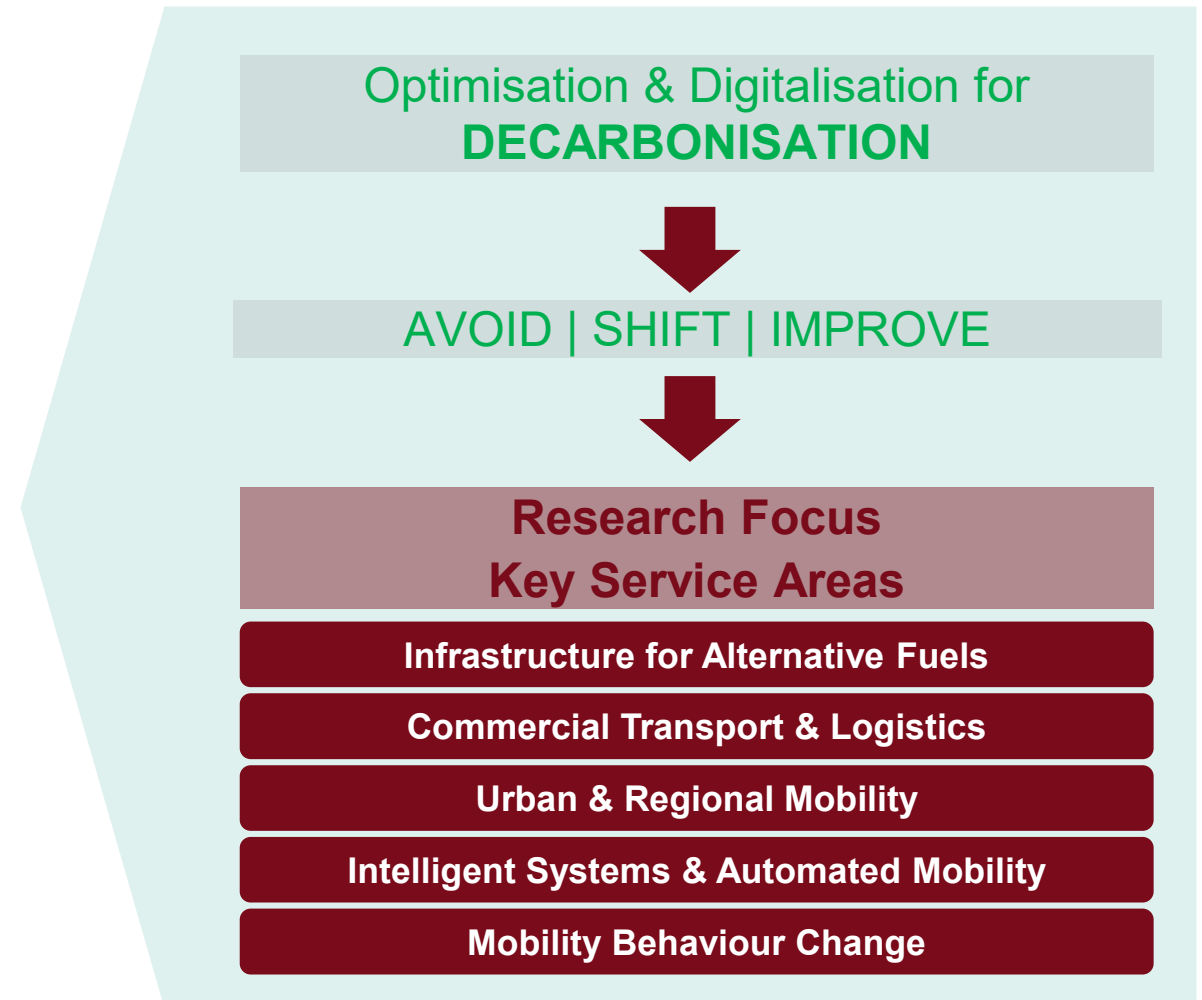 Optimisation & Digitalisation for
DECARBONISATION
AVOID | SHIFT | IMPROVE
Research Focus
Key Service Areas
Infrastructure for Alternative Fuels
Commercial Transport & Logistics
Urban & Regional Mobility
Intelligent Systems & Automated Mobility
Mobility Behaviour Change